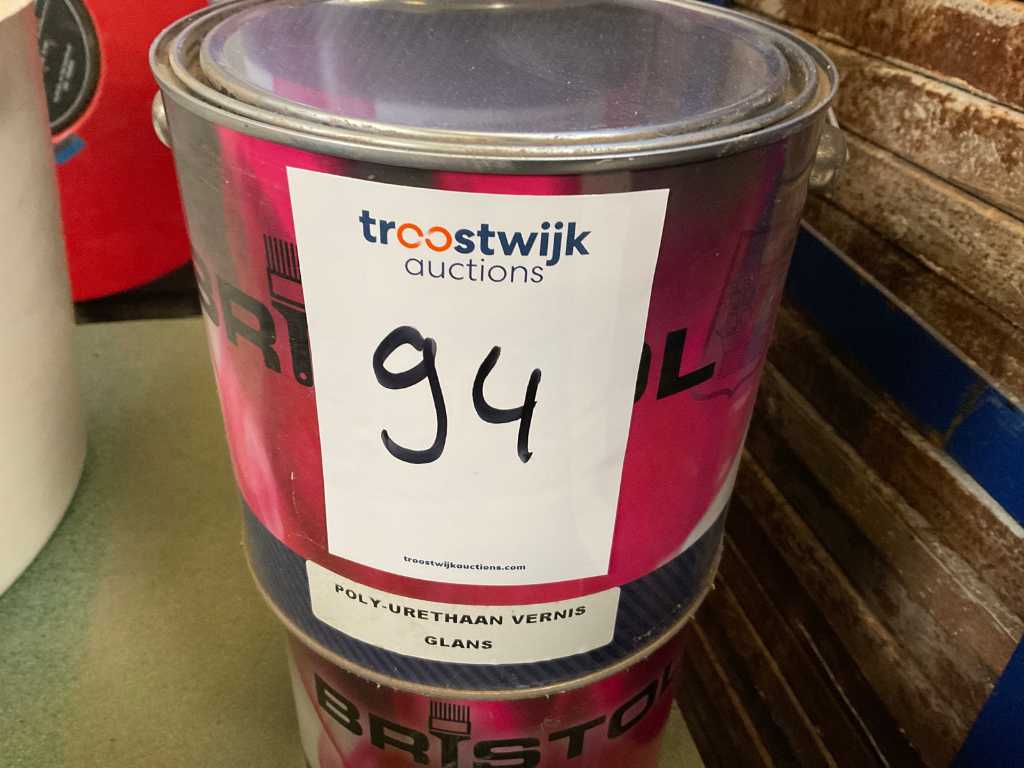 troostwijk
auctions
94
troostwijkauctions.com
POLY-URETHAAN VERNIS
GLANS
BRISTOL